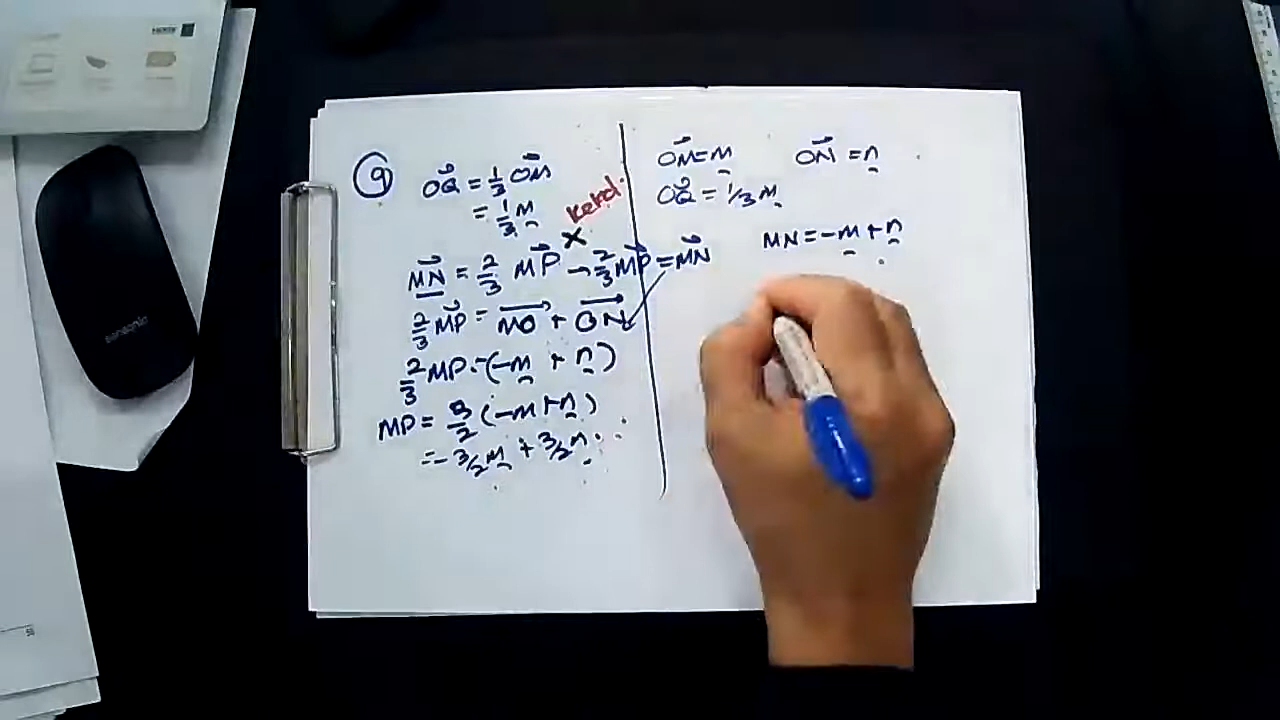 9
OQ = 1/3 OM
= 1/3 m
MN = 2/3 MP → 2/3 MP = MN
2/3 MP = MO + ON
2/3 MP = (-m + n)
MP = 3/2 (-m + n)
= -3/2 m + 3/2 n
OM = m ON = n
OQ = 1/3 m
MN = -m + n